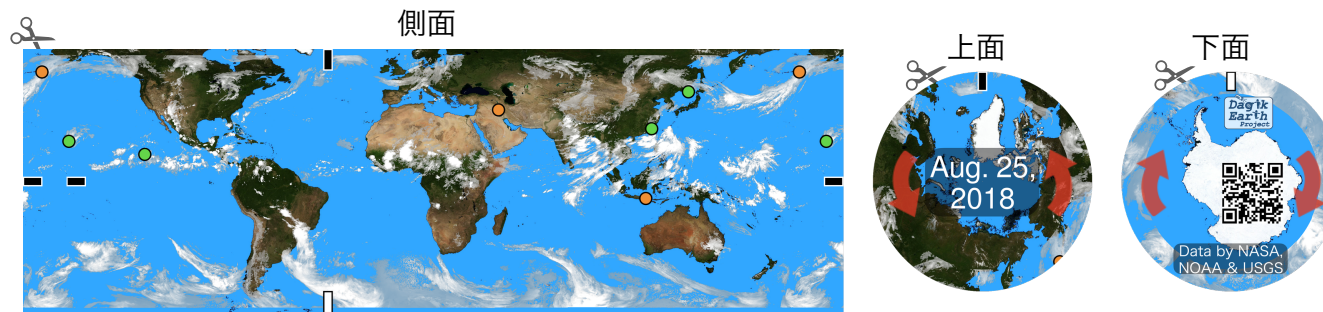 側面
上面
下面
Aug. 25,
2018
Dagik
Earth
Project
Data by NASA,
NOAA & USGS